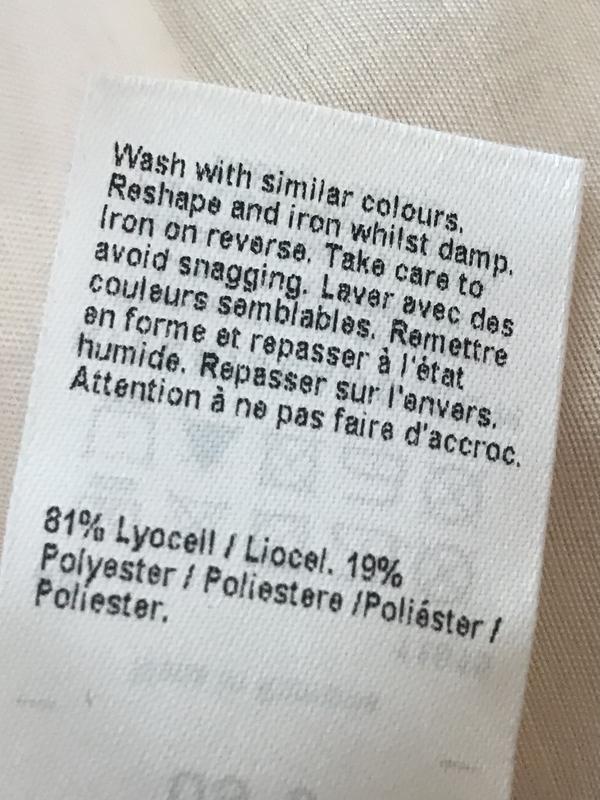 Wash with similar colours.
Reshape and iron whilst damp.
Iron on reverse. Take care to
avoid snagging. Laver avec des
couleurs semblables. Remettre
en forme et repasser à l'état
humide. Repasser sur l'envers.
Attention à ne pas faire d'accroc.
81% Lyocell / Liocel. 19%
Polyester / Poliestere /Poliéster /
Poliester.